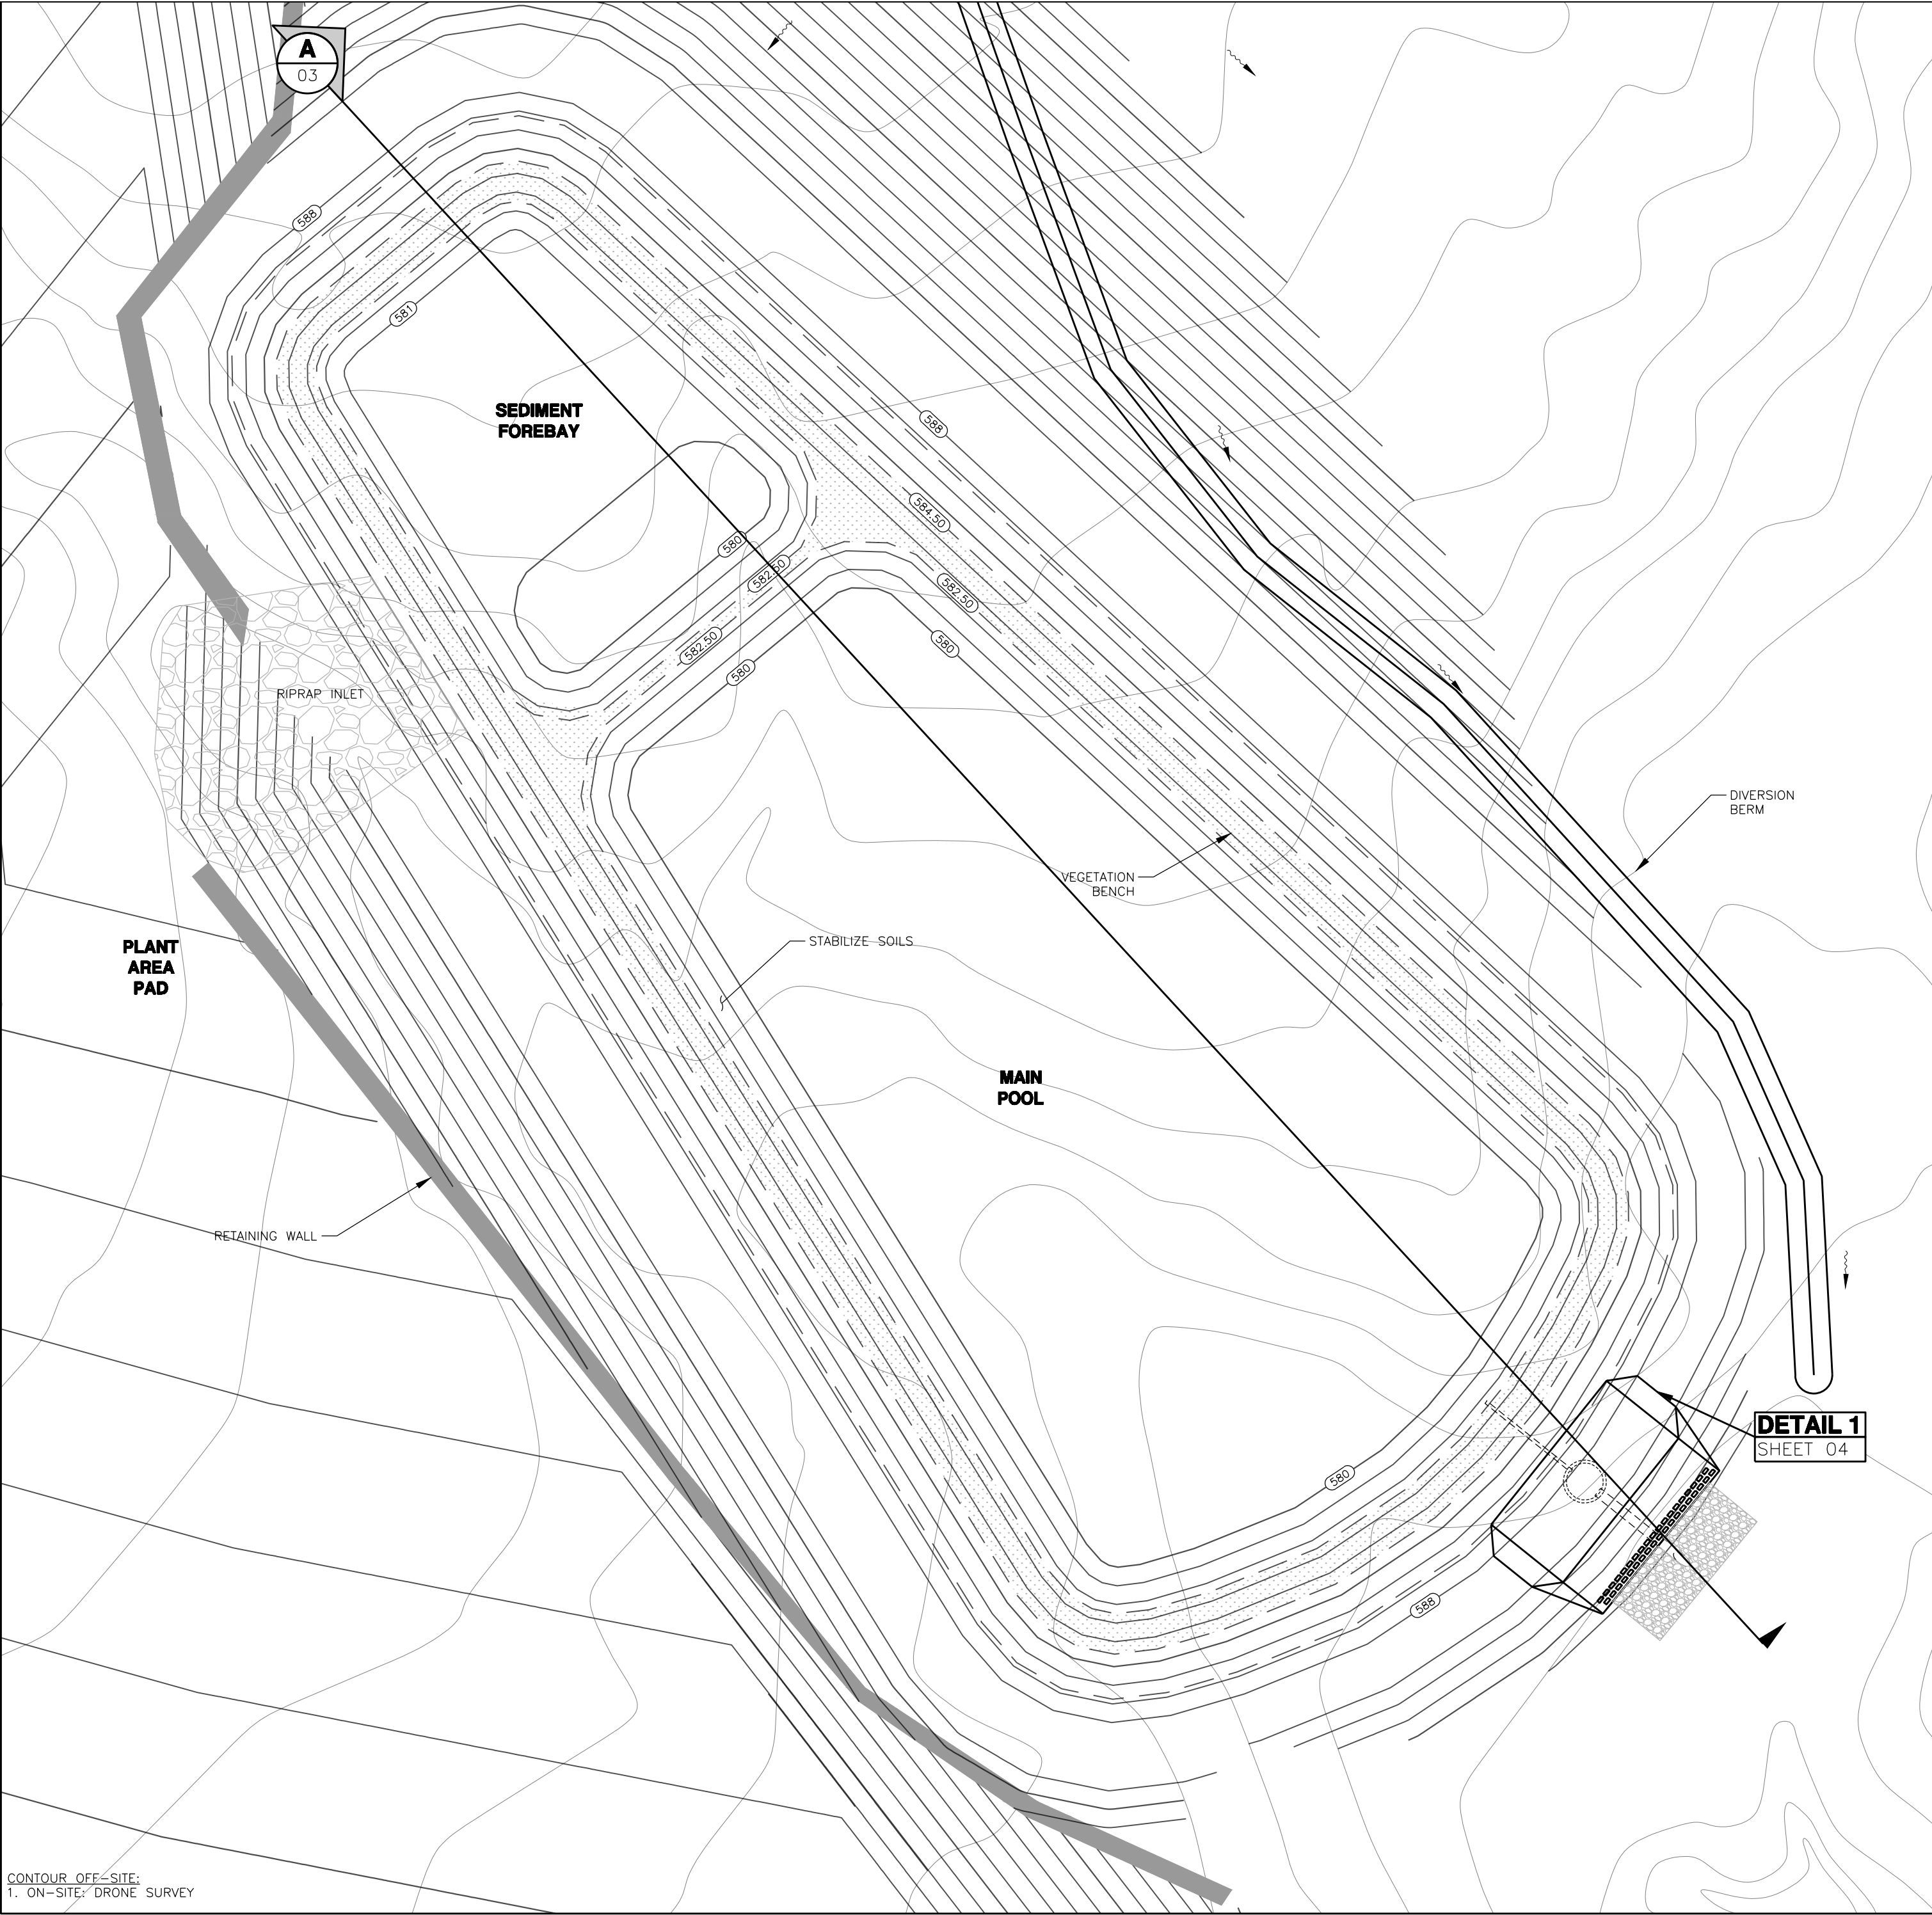 A
03
588
581
SEDIMENT
FOREBAY
588
584.50
580
582.50
582.50
582.50
580
580
RIPRAP INLET
DIVERSION
BERM
VEGETATION
BENCH
STABILIZE SOILS
PLANT
AREA
PAD
MAIN
POOL
RETAINING WALL
DETAIL 1
SHEET 04
580
588
CONTOUR OFF-SITE:
1. ON-SITE: DRONE SURVEY